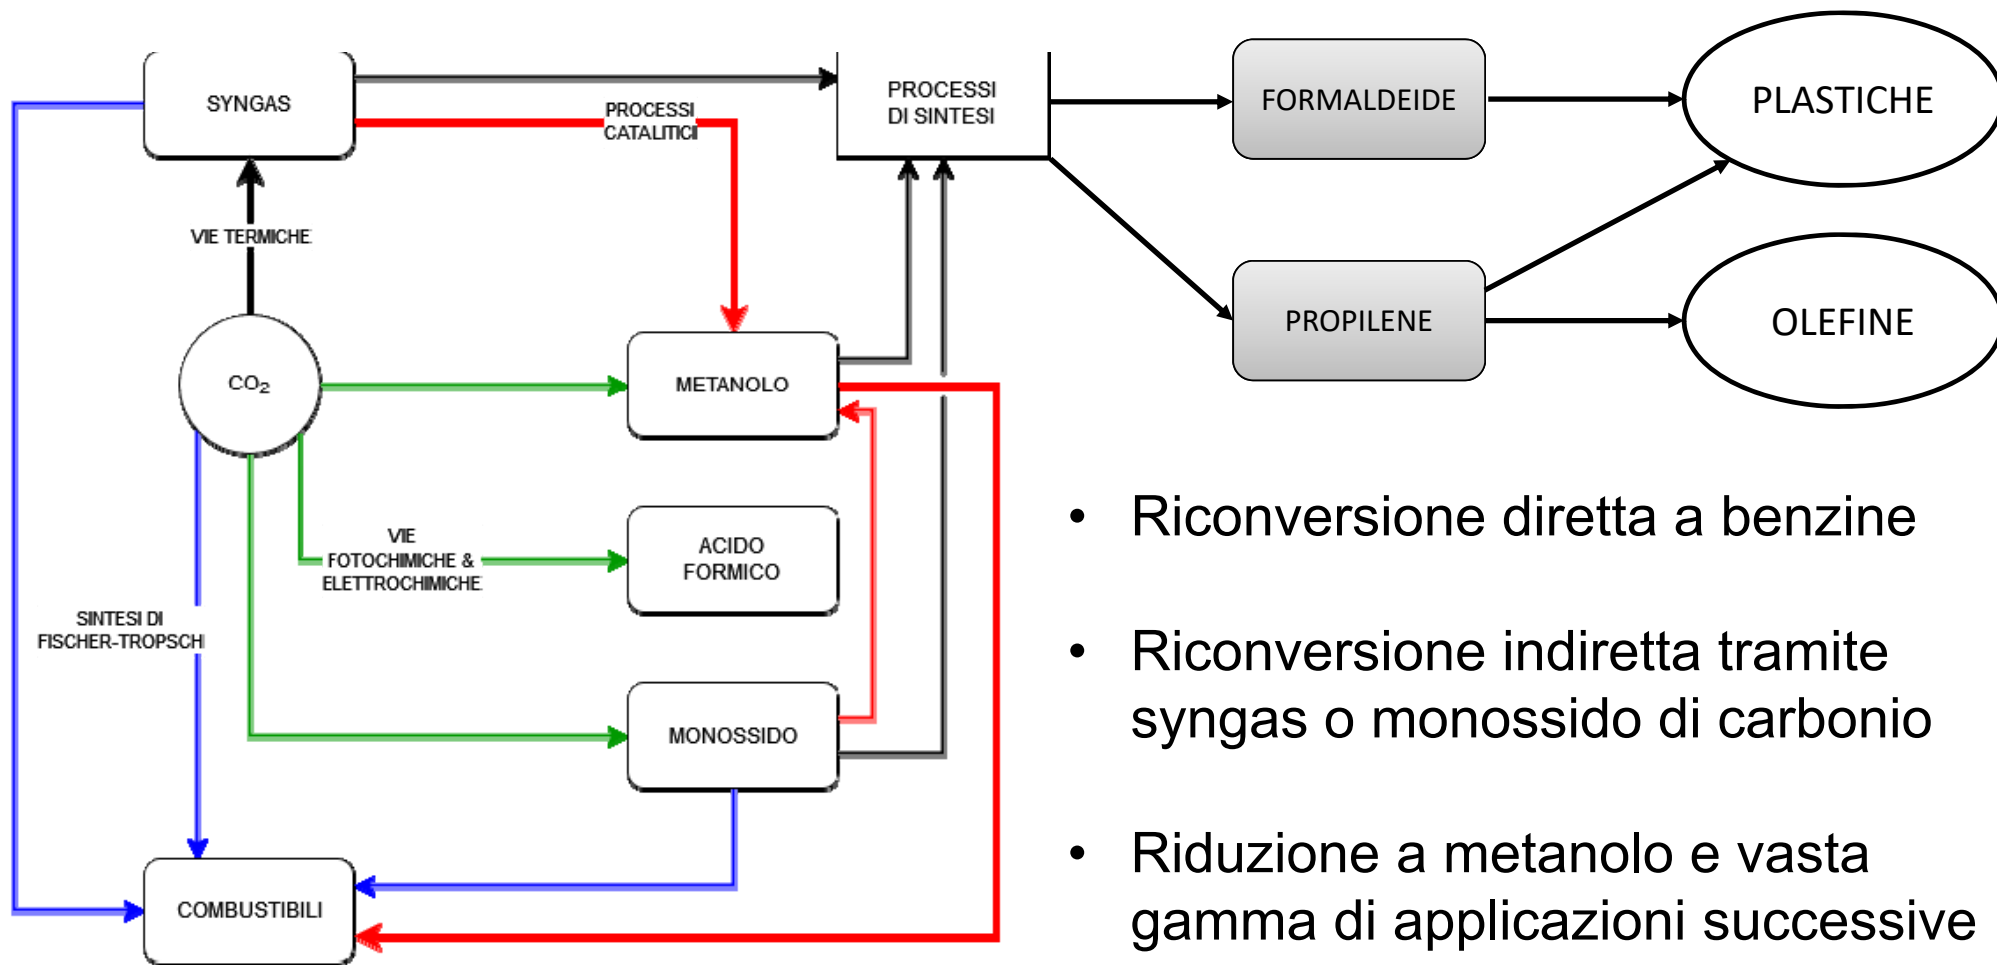 SYNGAS
PROCESSI
CATALITICI
PROCESSI
DI SINTESI
FORMALDEIDE
PLASTICHE
VIE TERMICHE
PROPILENE
OLEFINE
CO₂
METANOLO
VIE
FOTOCHIMICHE &
ELETTROCHIMICHE
ACIDO
FORMICO
SINTESI DI
FISCHER-TROPSCH
MONOSSIDO
COMBUSTIBILI
• Riconversione diretta a benzine
• Riconversione indiretta tramite
syngas o monossido di carbonio
• Riduzione a metanolo e vasta
gamma di applicazioni successive